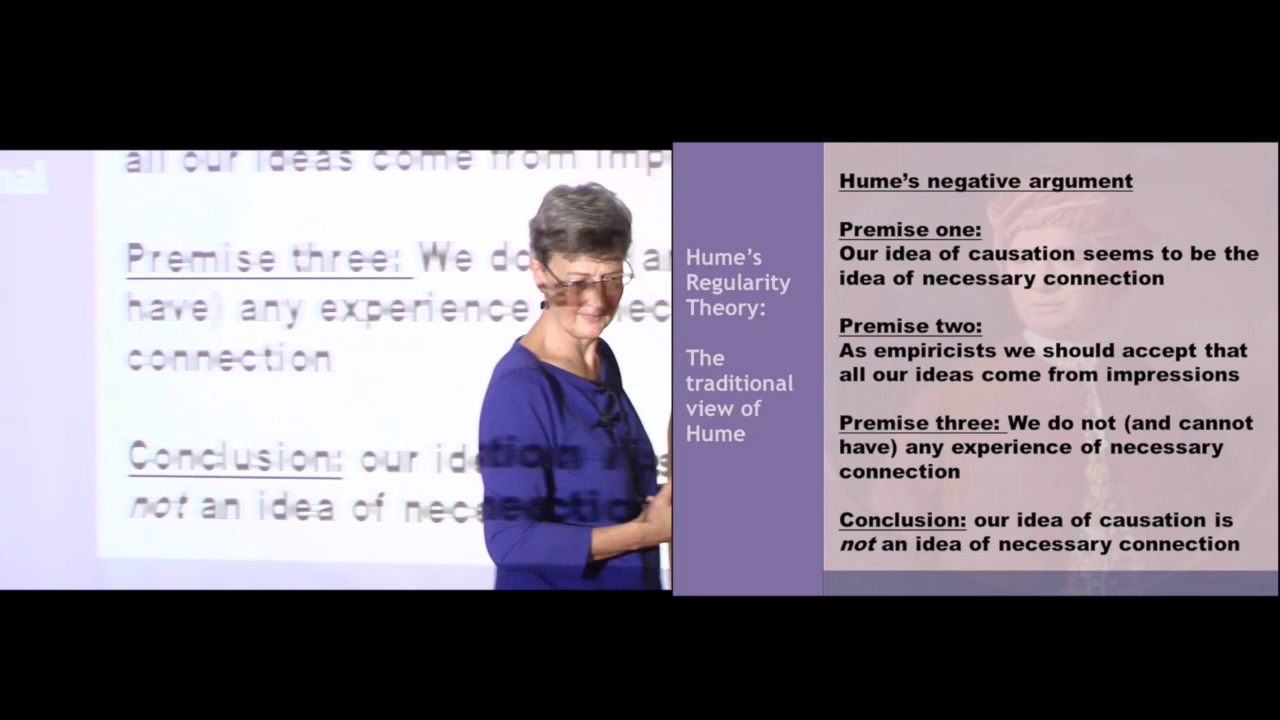 nal
all our ideas come from imp
Premise three: We do
have) any experience nec
connection
Conclusion: our id
not an idea of necessary connection
Hume's
Regularity
Theory:
The
traditional
view of
Hume
Hume's negative argument
Premise one:
Our idea of causation seems to be the
idea of necessary connection
Premise two:
As empiricists we should accept that
all our ideas come from impressions
Premise three: We do not (and cannot
have) any experience of necessary
connection
Conclusion: our idea of causation is
not an idea of necessary connection